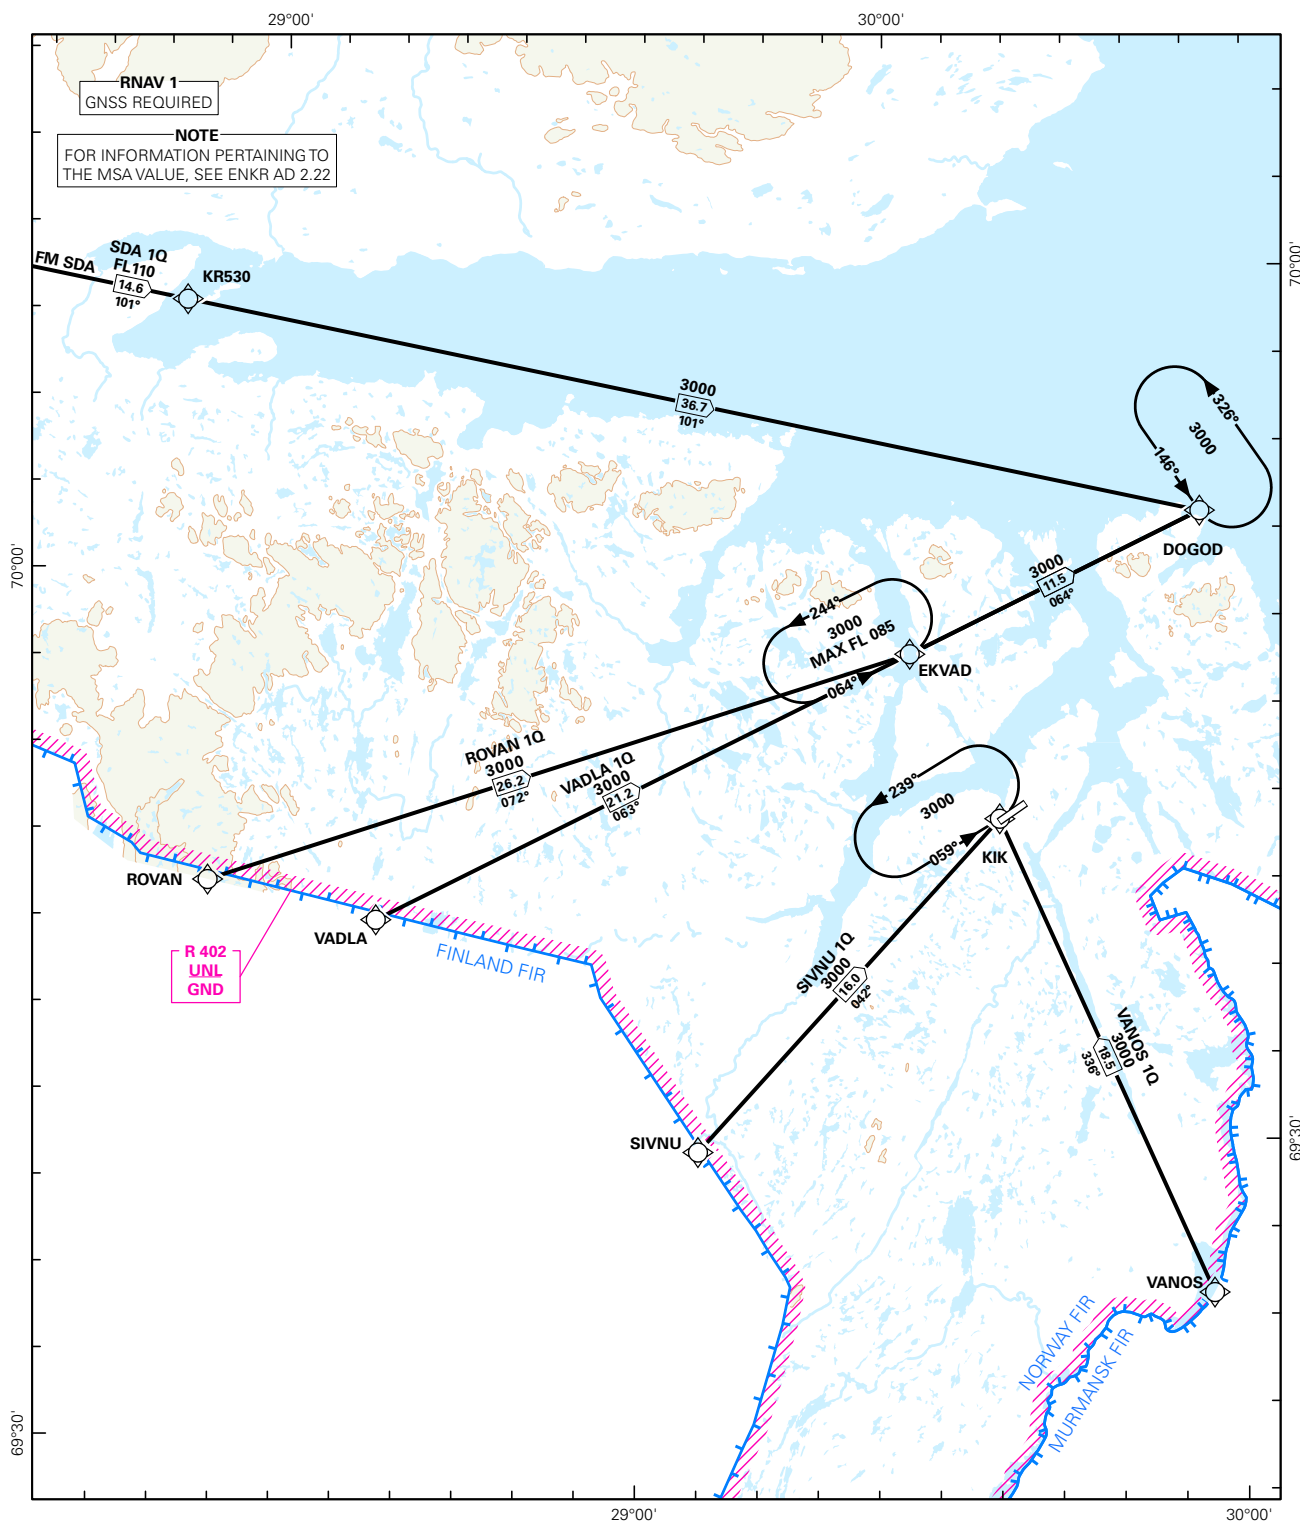 29°00'
30°00'
RNAV 1
GNSS REQUIRED
NOTE
FOR INFORMATION PERTAINING TO
THE MSA VALUE, SEE ENKR AD 2.22
FM SDA
SDA 1Q
FL110
14.6
101°
KR530
70°00'
3000
36.7
101°
326°
3000
146°
DOGOD
70°00'
3000
11.5
064°
244°
3000
MAX FL 085
064°
EKVAD
ROVAN 1Q
3000
26.2
072°
VADLA 1Q
3000
21.2
063°
239°
3000
059°
KIK
ROVAN
VADLA
R 402
UNL
GND
FINLAND FIR
SIVNU 1Q
3000
16.0
042°
VANOS 1Q
3000
18.5
336°
SIVNU
69°30'
VANOS
NORWAY FIR
MURMANSK FIR
69°30'
29°00'
30°00'